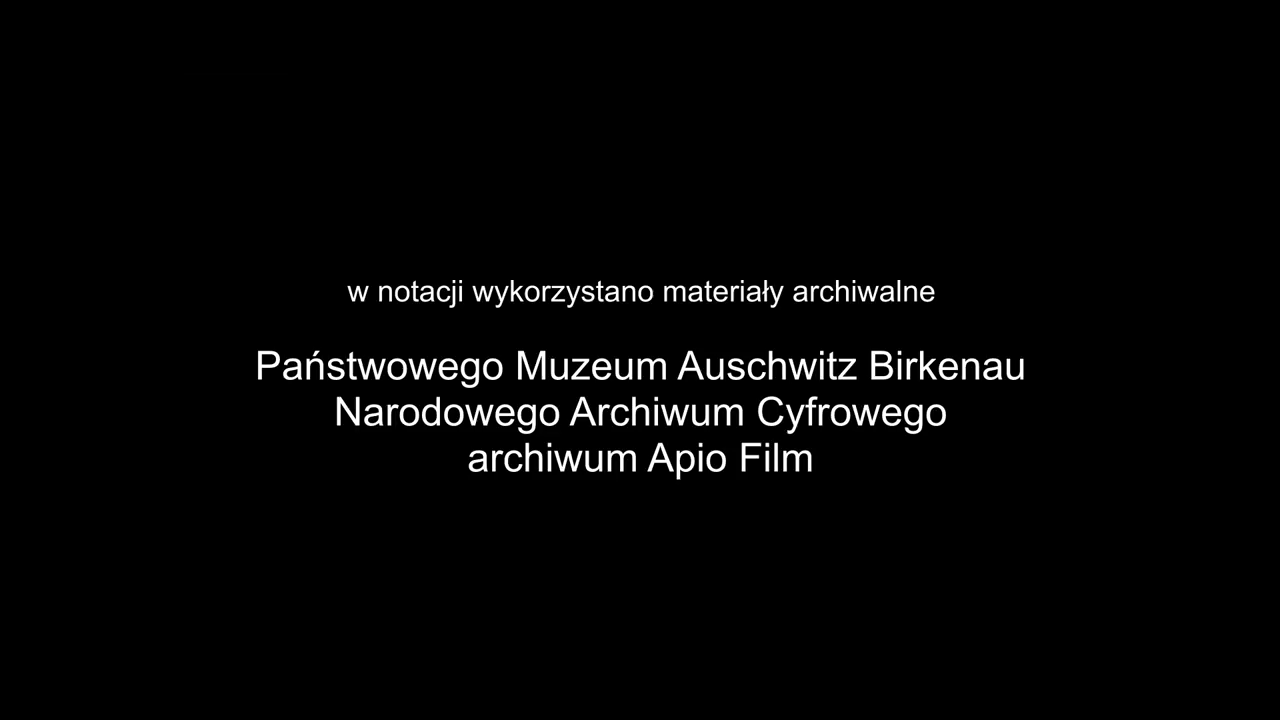 w notacji wykorzystano materiały archiwalne
Państwowego Muzeum Auschwitz Birkenau
Narodowego Archiwum Cyfrowego
archiwum Apio Film